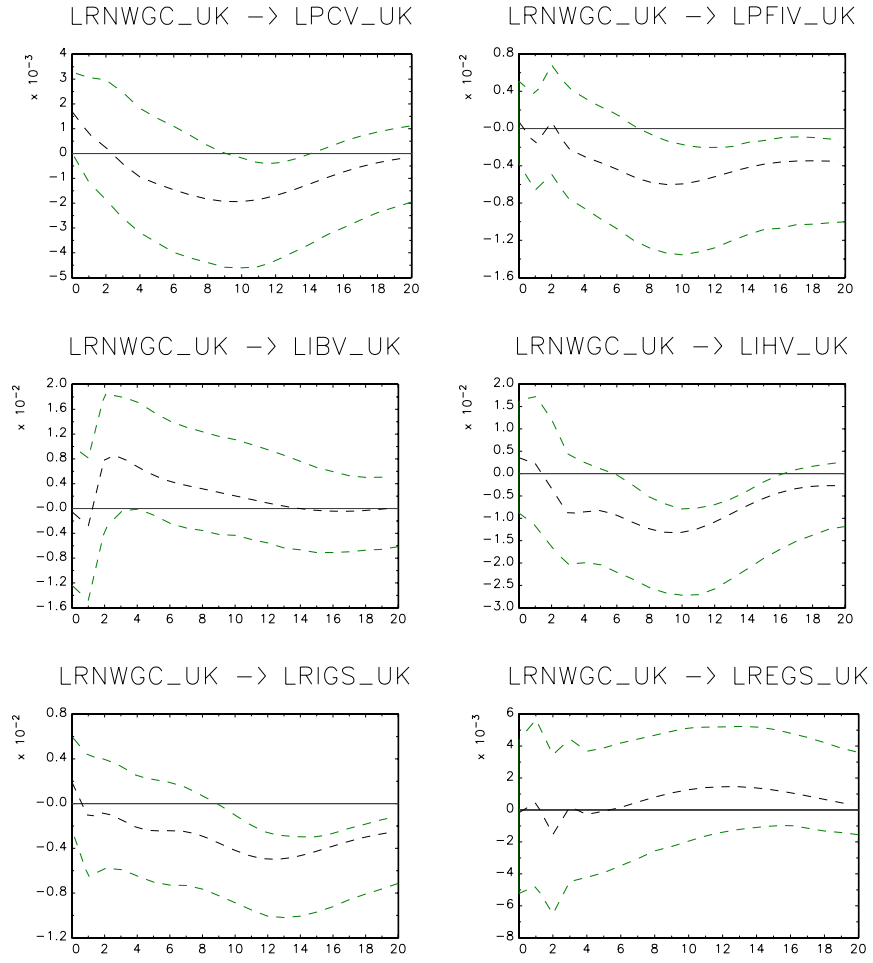 LRNWGC_UK −> LPCV_UK
LRNWGC_UK −> LPFIV_UK
x 10⁻³
4
3
2
1
0
−1
−2
−3
−4
−5
0 2 4 6 8 10 12 14 16 18 20
x 10⁻²
0.8
0.4
−0.0
−0.4
−0.8
−1.2
−1.6
0 2 4 6 8 10 12 14 16 18 20
LRNWGC_UK −> LIBV_UK
LRNWGC_UK −> LIHV_UK
x 10⁻²
2.0
1.6
1.2
0.8
0.4
−0.0
−0.4
−0.8
−1.2
1.6
0 2 4 6 8 10 12 14 16 18 20
x 10⁻²
2.0
1.5
1.0
0.5
0.0
−0.5
−1.0
−1.5
−2.0
−2.5
−3.0
0 2 4 6 8 10 12 14 16 18 20
LRNWGC_UK −> LRIGS_UK
LRNWGC_UK −> LREGS_UK
x 10⁻²
0.8
0.4
−0.0
−0.4
−0.8
−1.2
0 2 4 6 8 10 12 14 16 18 20
x 10⁻³
6
4
2
0
−2
−4
−6
−8
0 2 4 6 8 10 12 14 16 18 20